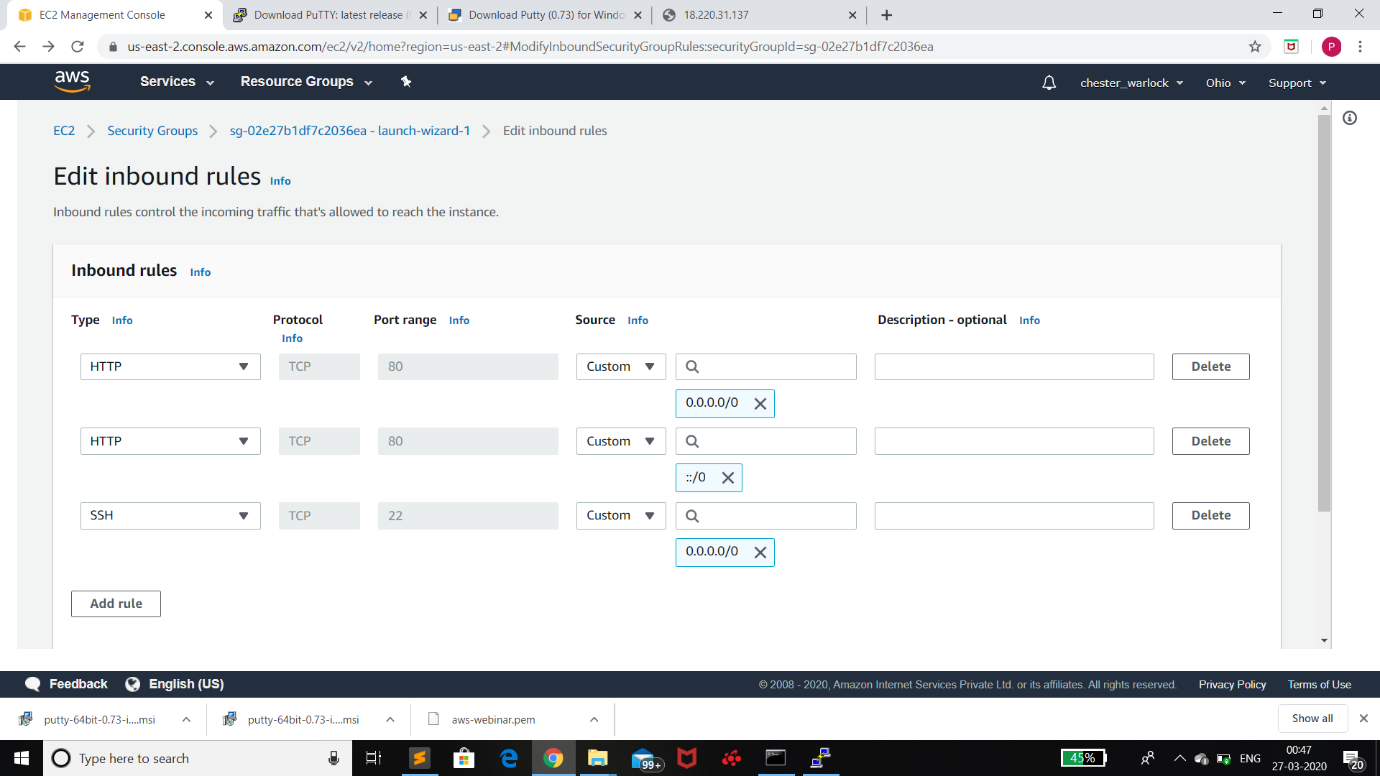 EC2 Management Console
Download PuTTY: latest release (
Download Putty (0.73) for Windo
18.220.31.137
us-east-2.console.aws.amazon.com/ec2/v2/home?region=us-east-2#ModifyInboundSecurityGroupRules:securityGroupId=sg-02e27b1df7c2036ea
P
aws
Services
Resource Groups
chester_warlock
Ohio
Support
EC2 > Security Groups > sg-02e27b1df7c2036ea - launch-wizard-1 > Edit inbound rules
Edit inbound rules Info
Inbound rules control the incoming traffic that's allowed to reach the instance.
Inbound rules Info
Type Info
Protocol Info
Port range Info
Source Info
Description - optional Info
HTTP TCP 80 Custom Delete
0.0.0.0/0
HTTP TCP 80 Custom Delete
::/0
SSH TCP 22 Custom Delete
0.0.0.0/0
Add rule
Feedback English (US)
© 2008 - 2020, Amazon Internet Services Private Ltd. or its affiliates. All rights reserved. Privacy Policy Terms of Use
putty-64bit-0.73-i....msi
putty-64bit-0.73-i....msi
aws-webinar.pem
Show all
Type here to search
99+
45%
ENG
00:47
27-03-2020
20